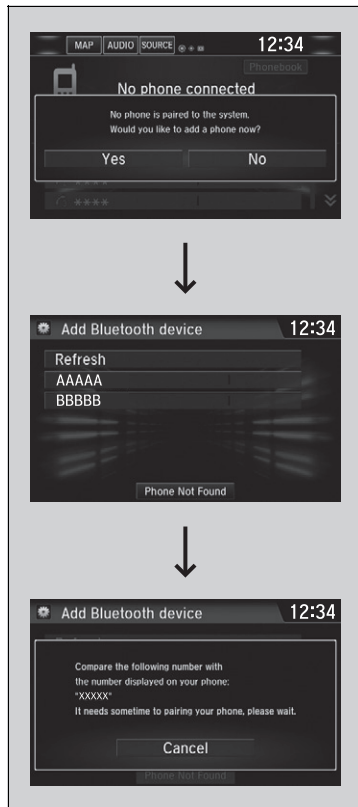 MAP AUDIO SOURCE 12:34
Phonebook
No phone connected
No phone is paired to the system.
Would you like to add a phone now?
Yes No
****
Add Bluetooth device 12:34
Refresh
AAAAA
BBBBB
Phone Not Found
Add Bluetooth device 12:34
Compare the following number with
the number displayed on your phone:
"XXXXX"
It needs sometime to pairing your phone, please wait.
Cancel
Phone Not Found